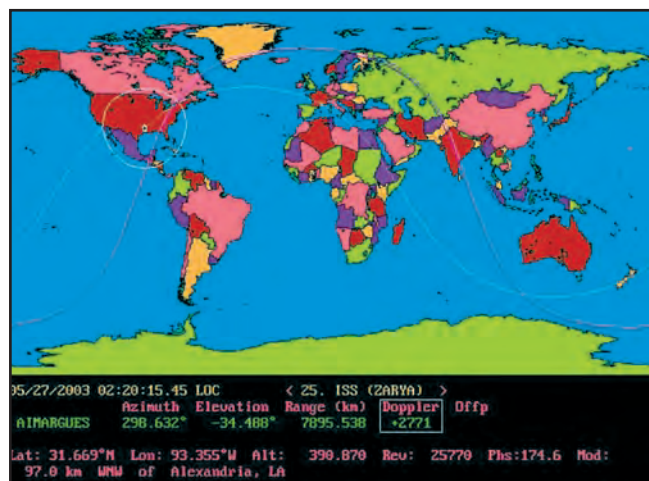 05/27/2003 02:20:15.45 LOC < 25. ISS (ZARYA) >
Azimuth Elevation Range (km) Doppler Offp
AIMARGUES 298.632° -34.488° 7895.538 +2771
Lat: 31.669°N Lon: 93.355°W Alt: 390.870 Rev: 25770 Phs:174.6 Mod:
97.0 km WNW of Alexandria, LA